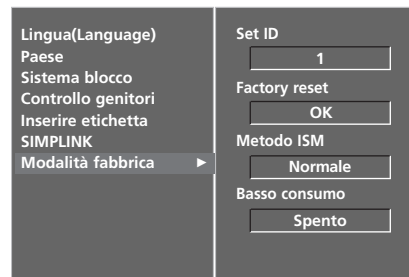 Lingua(Language)
Paese
Sistema blocco
Controllo genitori
Inserire etichetta
SIMPLINK
Modalità fabbrica ►
Set ID
1
Factory reset
OK
Metodo ISM
Normale
Basso consumo
Spento